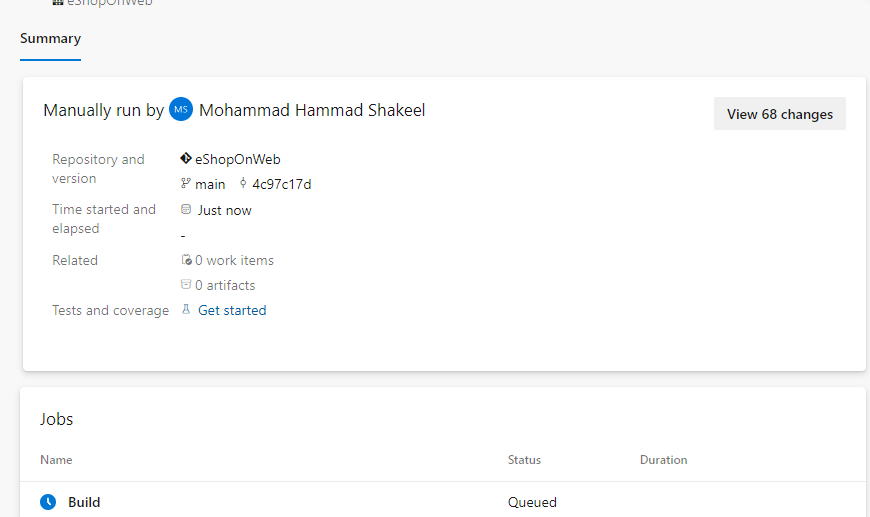 eShopOnWeb
Summary
Manually run by MS Mohammad Hammad Shakeel
View 68 changes
Repository and version
eShopOnWeb
main 4c97c17d
Time started and elapsed
Just now
-
Related
0 work items
0 artifacts
Tests and coverage
Get started
Jobs
Name Status Duration
Build Queued